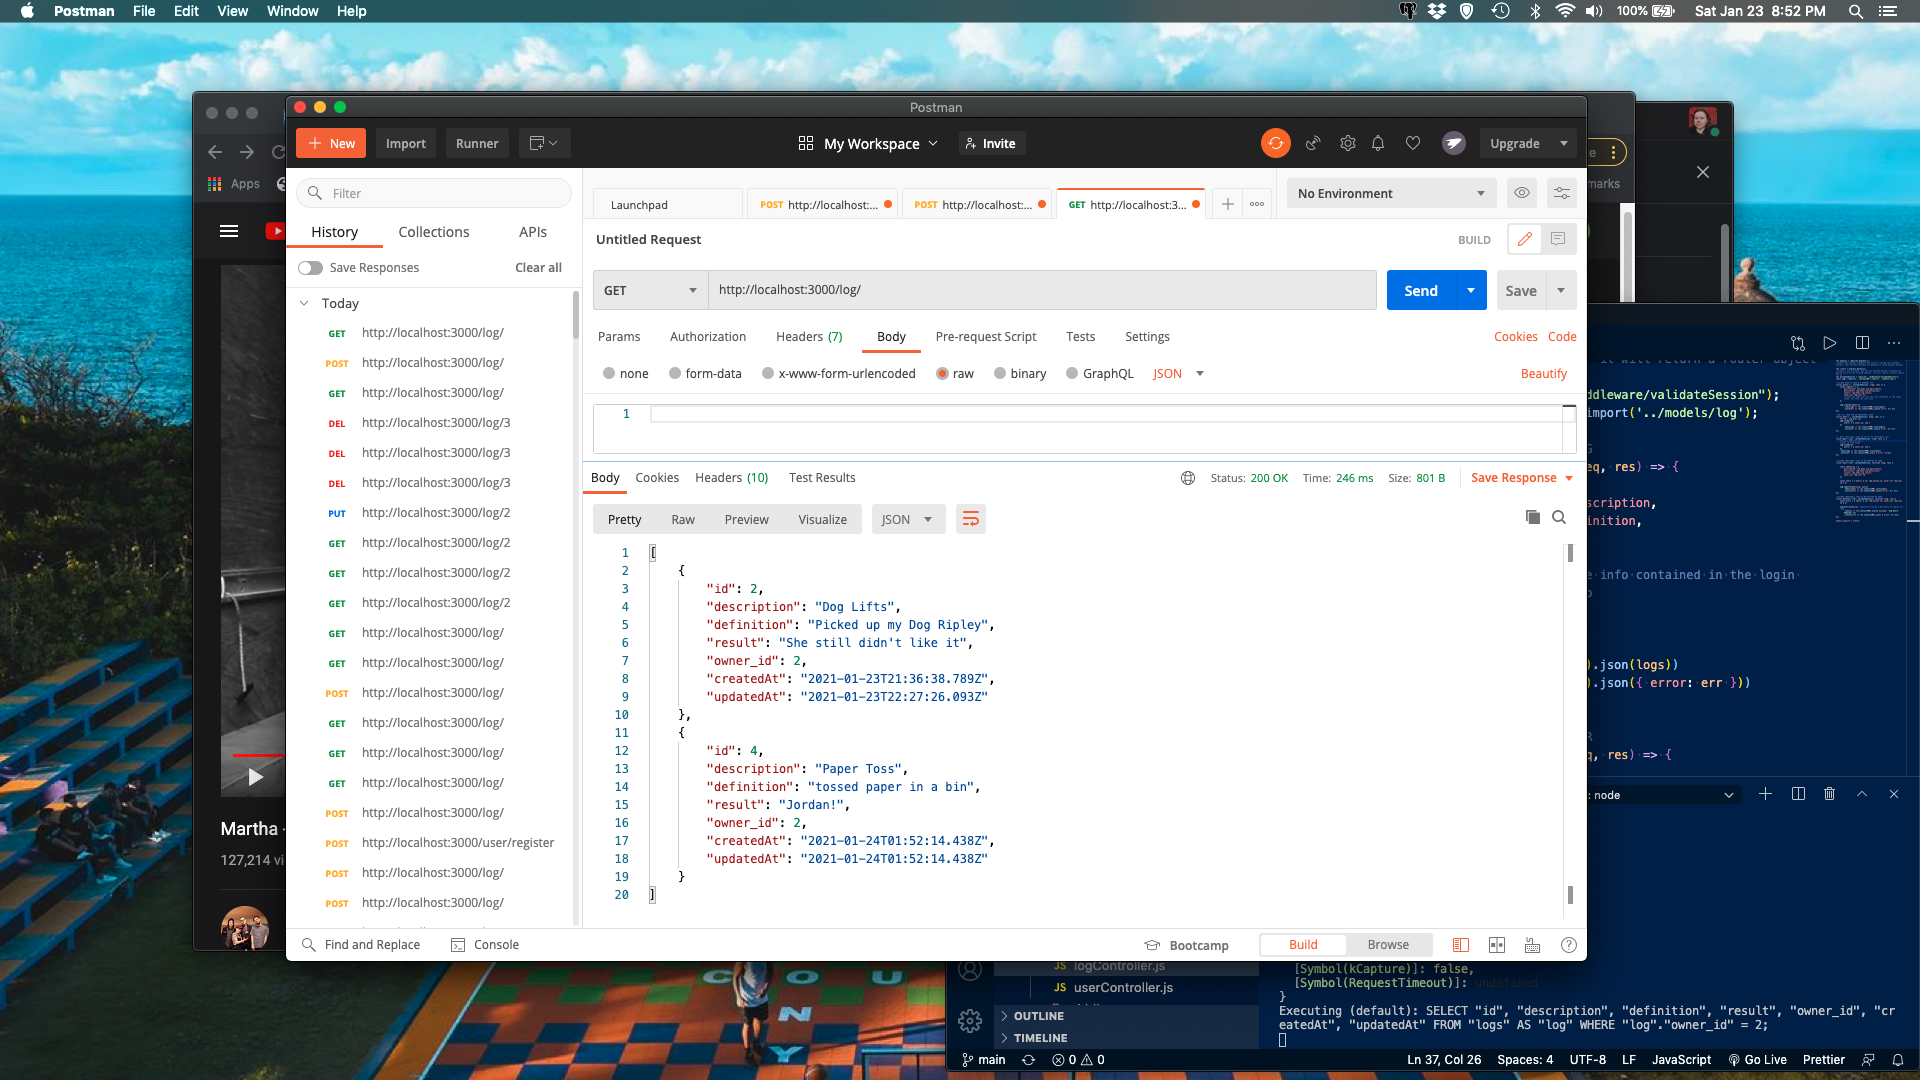 Postman File Edit View Window Help
100% Sat Jan 23 8:52 PM
Postman
New Import Runner My Workspace Invite Upgrade
Apps
Filter
History Collections APIs
Save Responses Clear all
Today
GET http://localhost:3000/log/
POST http://localhost:3000/log/
GET http://localhost:3000/log/
DEL http://localhost:3000/log/3
DEL http://localhost:3000/log/3
DEL http://localhost:3000/log/3
PUT http://localhost:3000/log/2
GET http://localhost:3000/log/2
GET http://localhost:3000/log/2
GET http://localhost:3000/log/2
GET http://localhost:3000/log/
GET http://localhost:3000/log/
POST http://localhost:3000/log/
GET http://localhost:3000/log/
GET http://localhost:3000/log/
GET http://localhost:3000/log/
POST http://localhost:3000/log/
POST http://localhost:3000/user/register
POST http://localhost:3000/log/
POST http://localhost:3000/log/
Launchpad POST http://localhost:... POST http://localhost:... GET http://localhost:3... No Environment
Untitled Request BUILD
GET http://localhost:3000/log/ Send Save
Params Authorization Headers (7) Body Pre-request Script Tests Settings Cookies Code
none form-data x-www-form-urlencoded raw binary GraphQL JSON Beautify
1
Body Cookies Headers (10) Test Results Status: 200 OK Time: 246 ms Size: 801 B Save Response
Pretty Raw Preview Visualize JSON
1 [
2 {
3 "id": 2,
4 "description": "Dog Lifts",
5 "definition": "Picked up my Dog Ripley",
6 "result": "She still didn't like it",
7 "owner_id": 2,
8 "createdAt": "2021-01-23T21:36:38.789Z",
9 "updatedAt": "2021-01-23T22:27:26.093Z"
10 },
11 {
12 "id": 4,
13 "description": "Paper Toss",
14 "definition": "tossed paper in a bin",
15 "result": "Jordan!",
16 "owner_id": 2,
17 "createdAt": "2021-01-24T01:52:14.438Z",
18 "updatedAt": "2021-01-24T01:52:14.438Z"
19 }
20 ]
Find and Replace Console Bootcamp Build Browse
Martha
127,214
marks
ddleware/validateSession");
import('../models/log');
eq, res) => {
scription,
inition,
e info contained in the login
).json(logs))
).json({ error: err }))
q, res) => {
: node
logController.js
JS userController.js
OUTLINE
TIMELINE
[Symbol(kCapture)]: false,
[Symbol(RequestTimeout)]: undefined
}
Executing (default): SELECT "id", "description", "definition", "result", "owner_id", "cr
eatedAt", "updatedAt" FROM "logs" AS "log" WHERE "log"."owner_id" = 2;
main 0 0 Ln 37, Col 26 Spaces: 4 UTF-8 LF JavaScript Go Live Prettier
C O U
N
Y